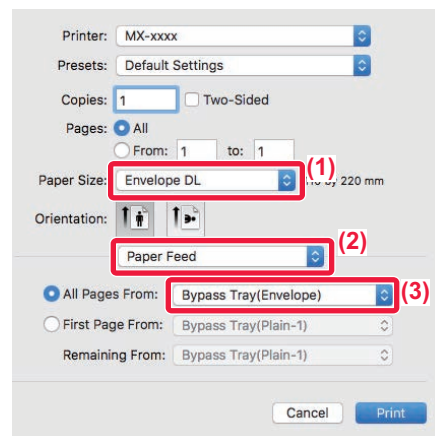 Printer: MX-xxxx
Presets: Default Settings
Copies: 1 Two-Sided
Pages: All
From: 1 to: 1
(1)
Paper Size: Envelope DL by 220 mm
Orientation:
(2)
Paper Feed
All Pages From: Bypass Tray(Envelope) (3)
First Page From: Bypass Tray(Plain-1)
Remaining From: Bypass Tray(Plain-1)
Cancel Print